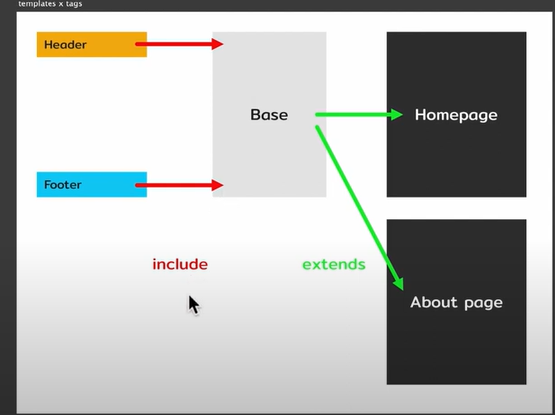 templates x tags
Header
Base
Homepage
Footer
include
extends
About page